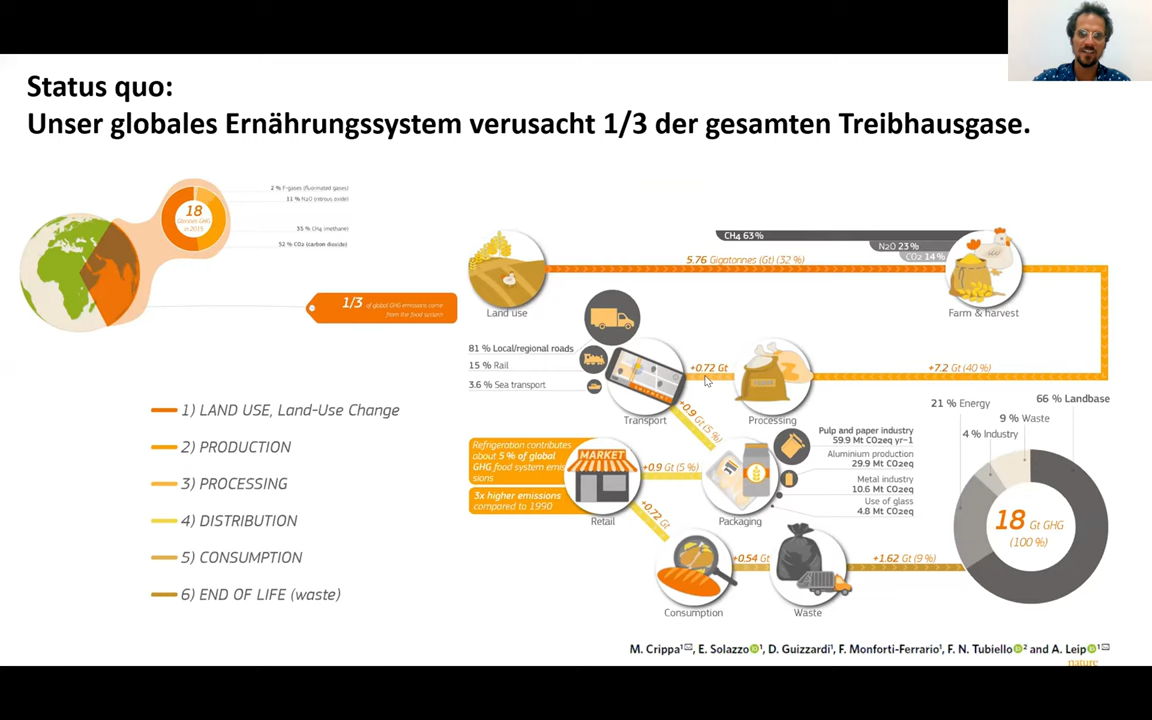 Status quo:
Unser globales Ernährungssystem verusacht 1/3 der gesamten Treibhausgase.
2 % F-gases (fluorinated gases)
11 % N2O (nitrous oxide)
35 % CH4 (methane)
52 % CO2 (carbon dioxide)
18
in 2015
1/3 of global GHG emissions come
from the food system
1) LAND USE, Land-Use Change
2) PRODUCTION
3) PROCESSING
4) DISTRIBUTION
5) CONSUMPTION
6) END OF LIFE (waste)
CH4 63%
N2O 23 %
CO2 14 %
5.76 Gigatonnes (Gt) (32 %)
Land use
Farm & harvest
81 % Local/regional roads
15 % Rail
3.6 % Sea transport
+0.72 Gt
+7.2 Gt (40 %)
Transport
Processing
+0.9 Gt (5 %)
Pulp and paper industry
59.9 Mt CO2eq yr-1
Aluminium production
29.9 Mt CO2eq
Metal industry
10.6 Mt CO2eq
Use of glass
4.8 Mt CO2eq
Refrigeration contributes
about 5 % of global
GHG food system emis
sions
3x higher emissions
compared to 1990
MARKET
+0.9 Gt (5 %)
Retail
Packaging
+0.72 Gt
+0.54 Gt
+1.62 Gt (9 %)
Consumption
Waste
66 % Landbase
21 % Energy
9 % Waste
4 % Industry
18 Gt GHG
(100 %)
M. Crippa1, E. Solazzo1, D. Guizzardi1, F. Monforti-Ferrario1, F. N. Tubiello2 and A. Leip1
nature